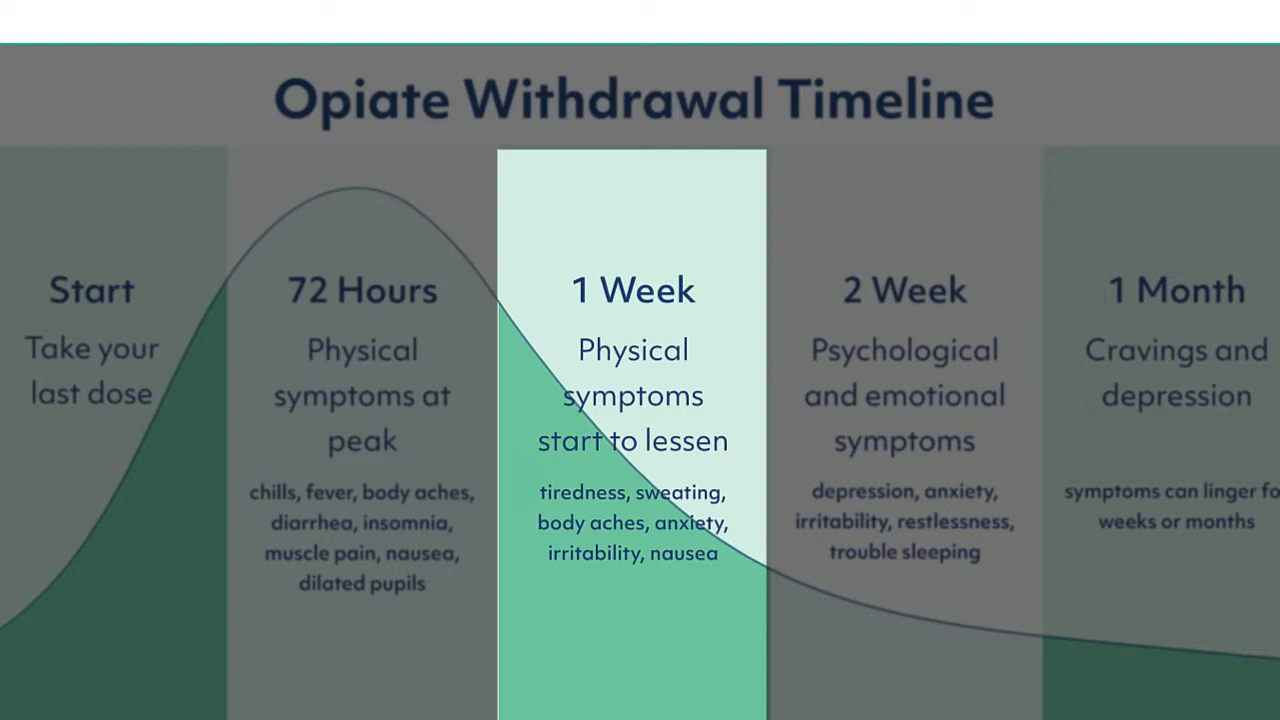 Opiate Withdrawal Timeline
Start
Take your
last dose
72 Hours
Physical
symptoms at
peak
chills, fever, body aches,
diarrhea, insomnia,
muscle pain, nausea,
dilated pupils
1 Week
Physical
symptoms
start to lessen
tiredness, sweating,
body aches, anxiety,
irritability, nausea
2 Week
Psychological
and emotional
symptoms
depression, anxiety,
irritability, restlessness,
trouble sleeping
1 Month
Cravings and
depression
symptoms can linger fo
weeks or months